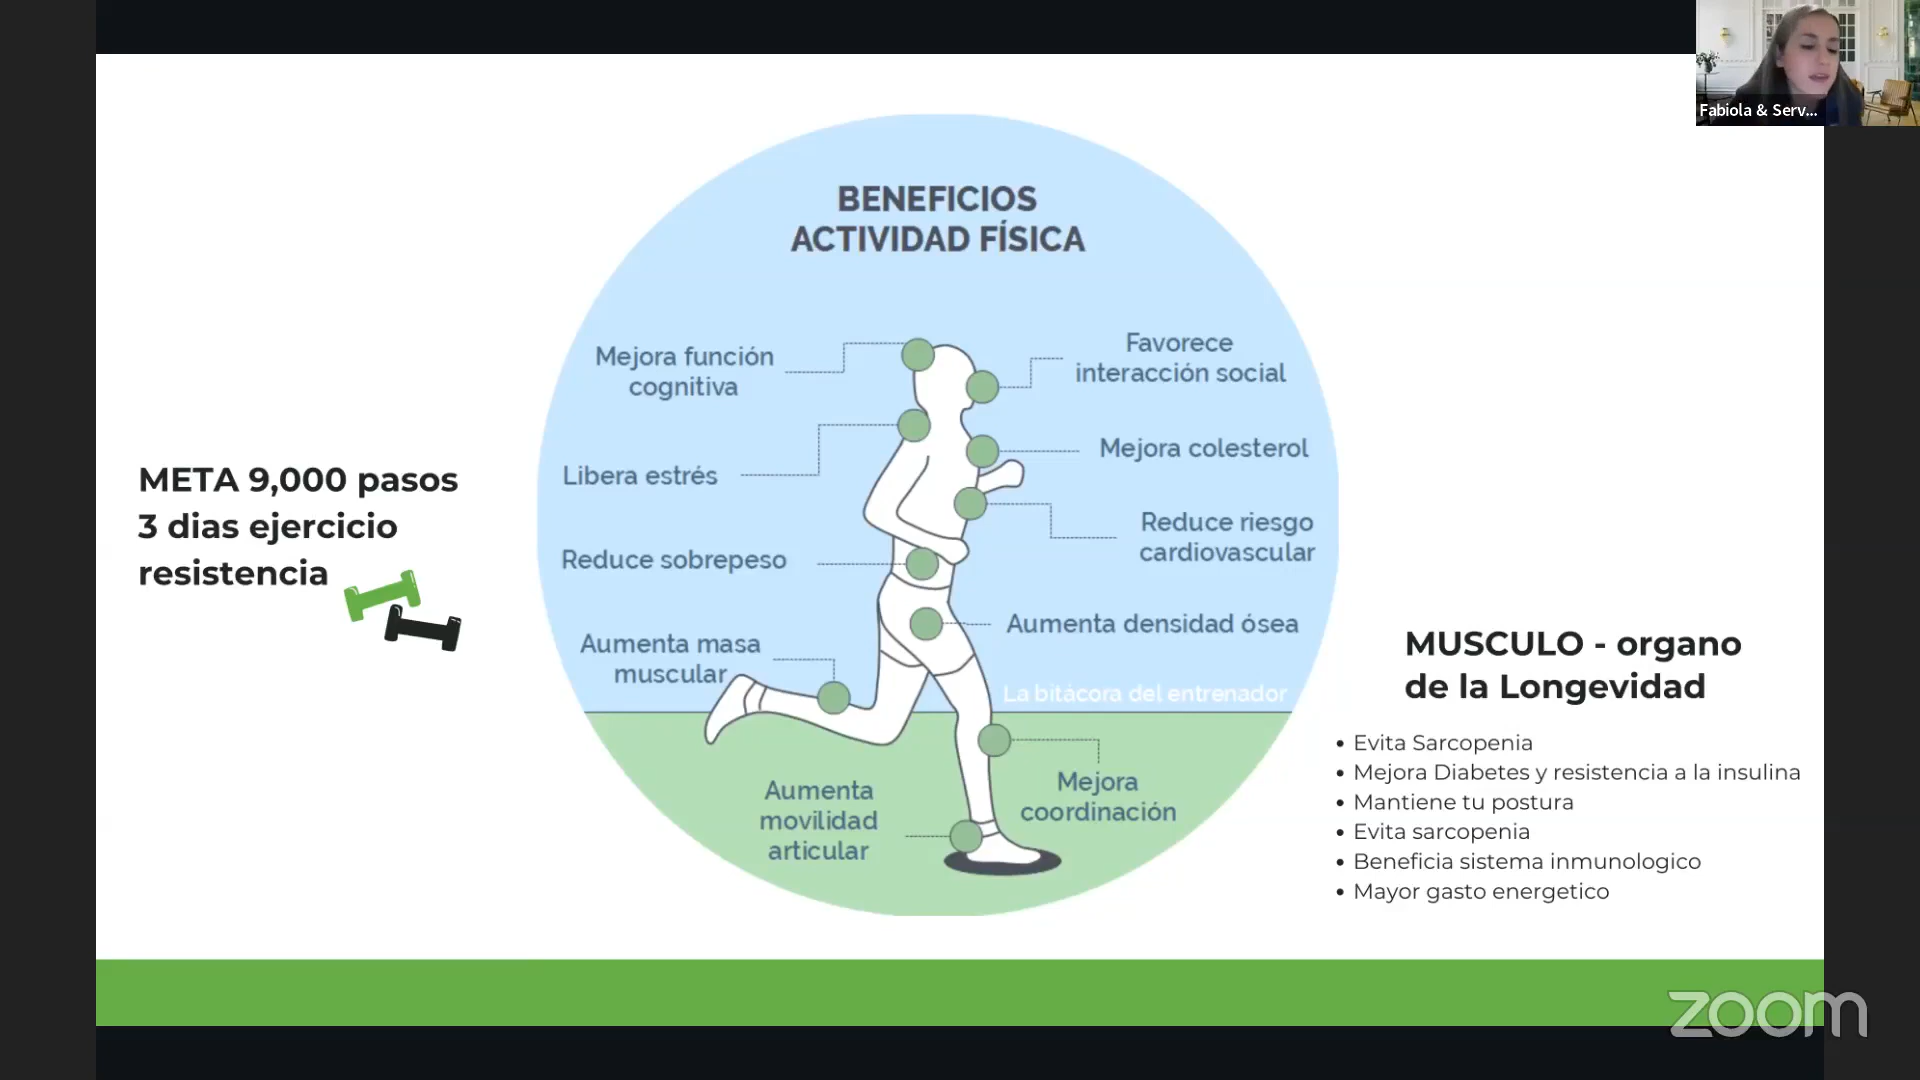 Fabiola & Serv...
BENEFICIOS
ACTIVIDAD FÍSICA
Mejora función
cognitiva
Favorece
interacción social
Libera estrés
Mejora colesterol
Reduce riesgo
cardiovascular
Reduce sobrepeso
Aumenta densidad ósea
Aumenta masa
muscular
La bitácora del entrenador
Mejora
coordinación
Aumenta
movilidad
articular
META 9,000 pasos
3 dias ejercicio
resistencia
MUSCULO - organo
de la Longevidad
• Evita Sarcopenia
• Mejora Diabetes y resistencia a la insulina
• Mantiene tu postura
• Evita sarcopenia
• Beneficia sistema inmunologico
• Mayor gasto energetico
zoom